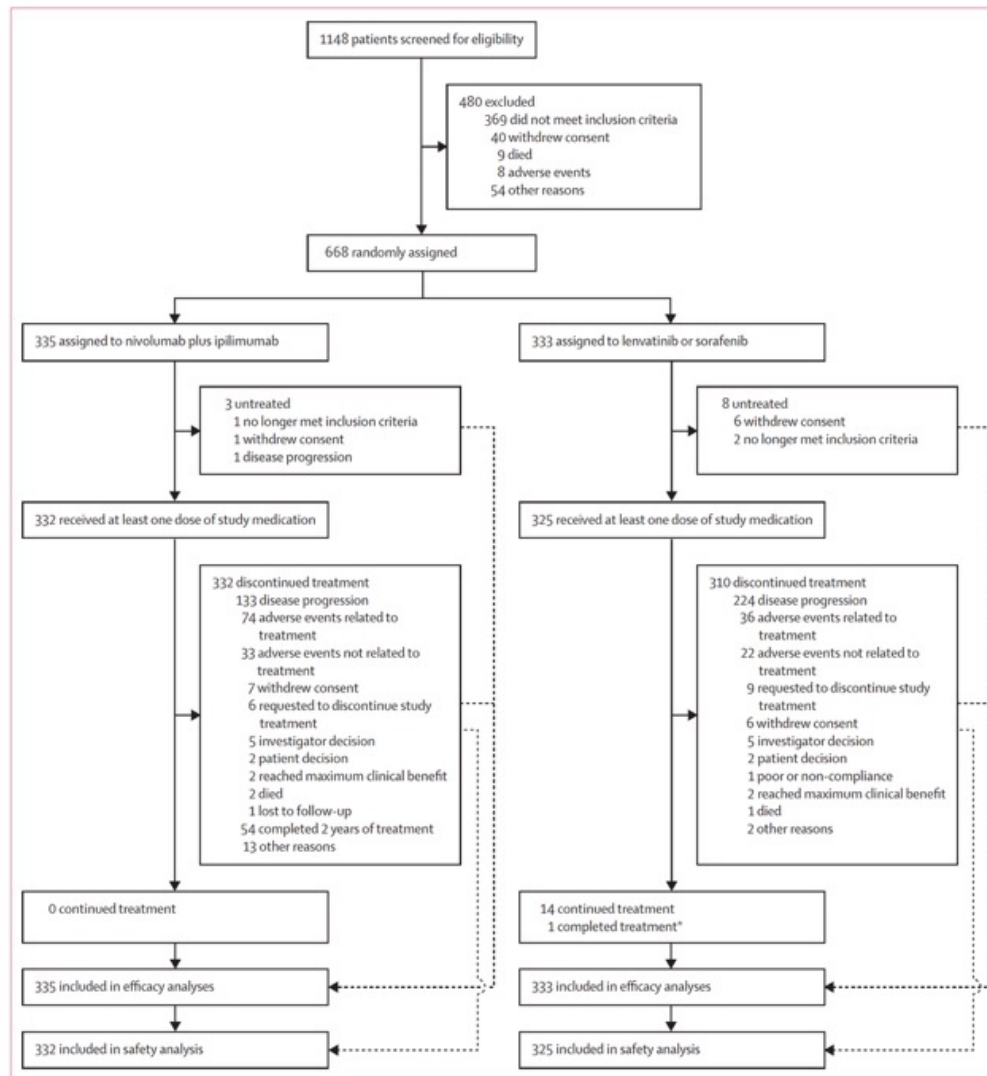 1148 patients screened for eligibility
480 excluded
369 did not meet inclusion criteria
40 withdrew consent
9 died
8 adverse events
54 other reasons
668 randomly assigned
335 assigned to nivolumab plus ipilimumab
333 assigned to lenvatinib or sorafenib
3 untreated
1 no longer met inclusion criteria
1 withdrew consent
1 disease progression
8 untreated
6 withdrew consent
2 no longer met inclusion criteria
332 received at least one dose of study medication
325 received at least one dose of study medication
332 discontinued treatment
133 disease progression
74 adverse events related to
treatment
33 adverse events not related to
treatment
7 withdrew consent
6 requested to discontinue study
treatment
5 investigator decision
2 patient decision
2 reached maximum clinical benefit
2 died
1 lost to follow-up
54 completed 2 years of treatment
13 other reasons
310 discontinued treatment
224 disease progression
36 adverse events related to
treatment
22 adverse events not related to
treatment
9 requested to discontinue study
treatment
6 withdrew consent
5 investigator decision
2 patient decision
1 poor or non-compliance
2 reached maximum clinical benefit
1 died
2 other reasons
0 continued treatment
14 continued treatment
1 completed treatment*
335 included in efficacy analyses
333 included in efficacy analyses
332 included in safety analysis
325 included in safety analysis